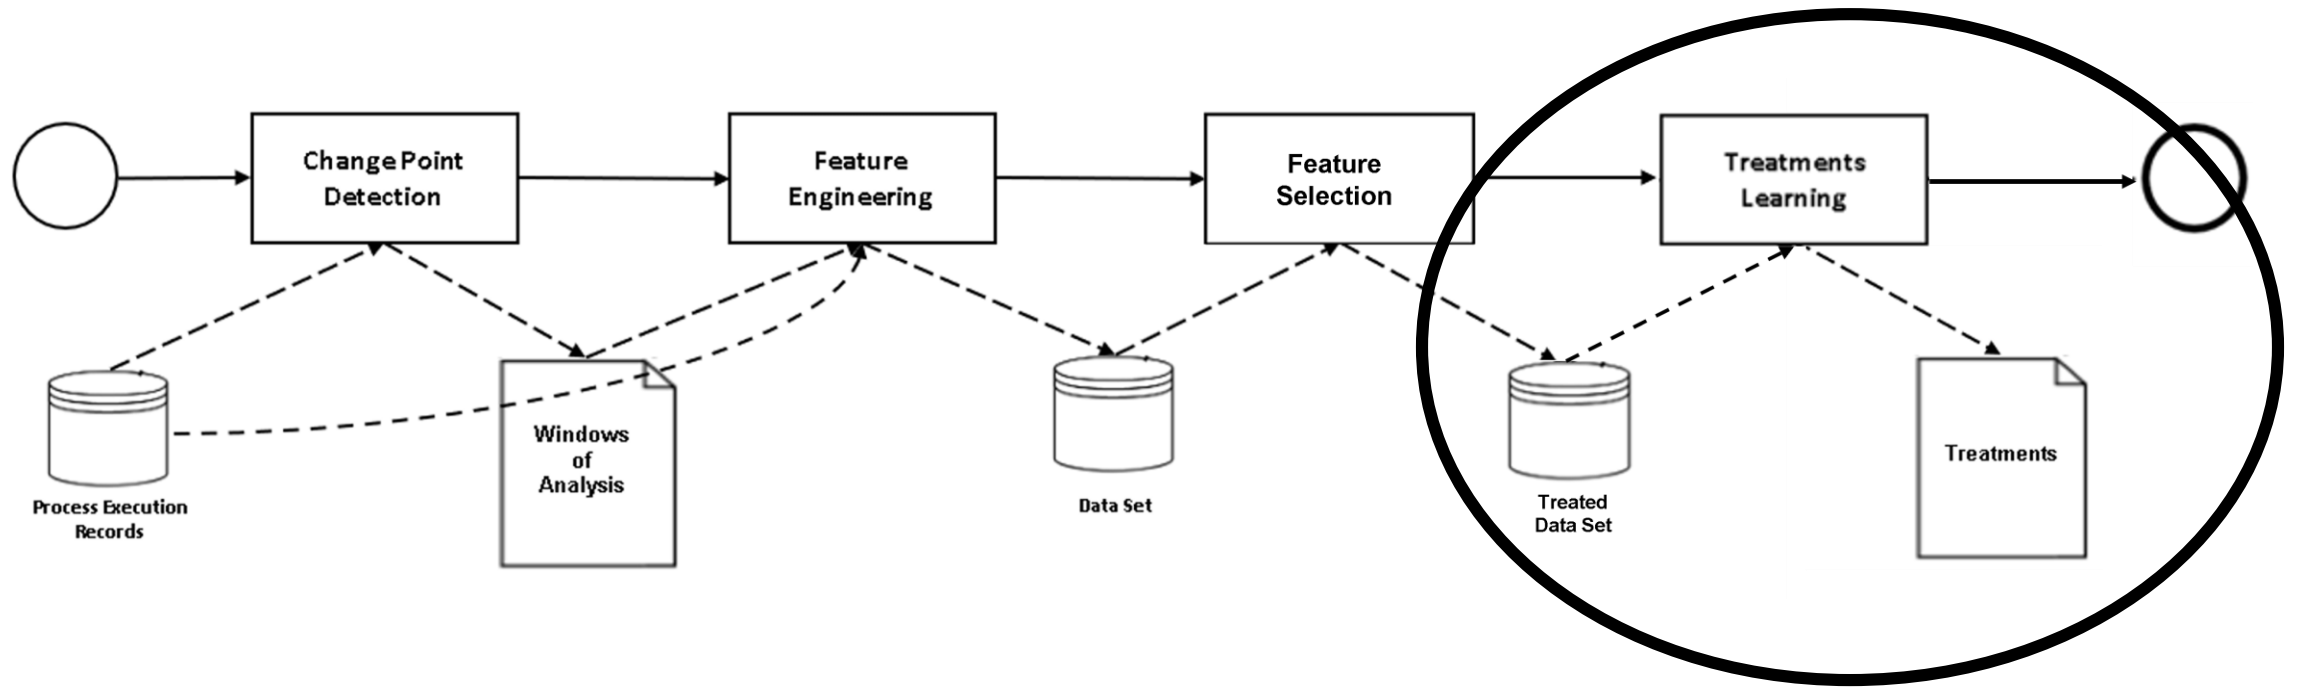 Change Point
Detection
Feature
Engineering
Feature
Selection
Treatments
Learning
Process Execution
Records
Windows
of
Analysis
Data Set
Treated
Data Set
Treatments